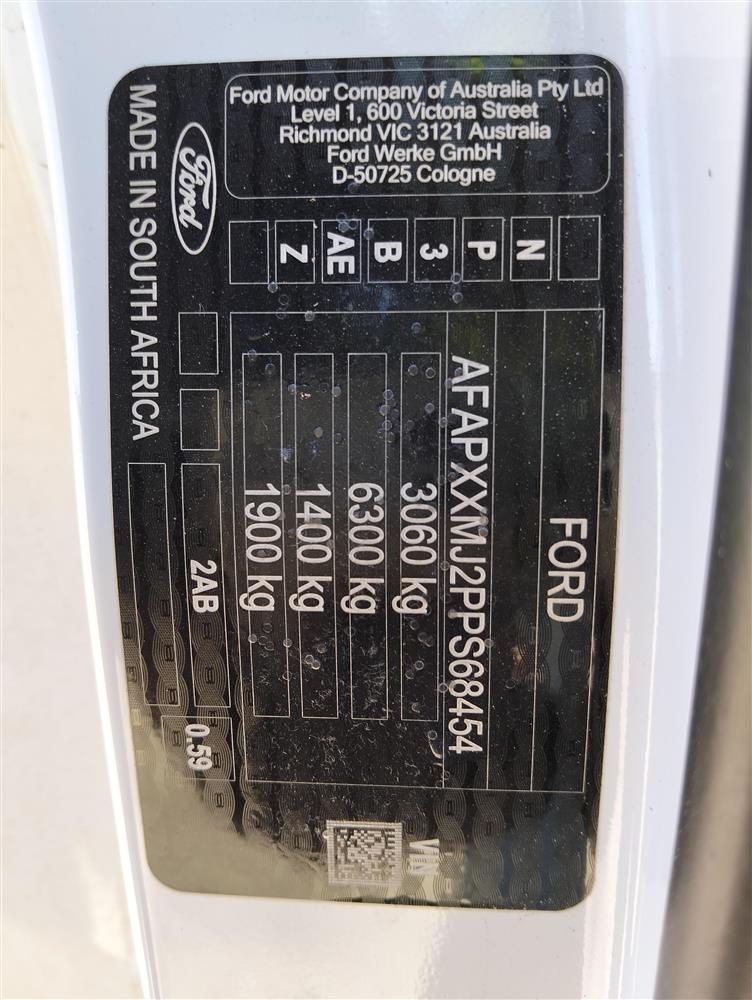 Ford Motor Company of Australia Pty Ltd
Level 1, 600 Victoria Street
Richmond VIC 3121 Australia
Ford Werke GmbH
D-50725 Cologne
FORD
AFAPXXMJ2PPS68454
3060 kg
6300 kg
1400 kg
1900 kg
N
P
3
B
AE
Z
2AB
0.59
Ford
MADE IN SOUTH AFRICA
VIN